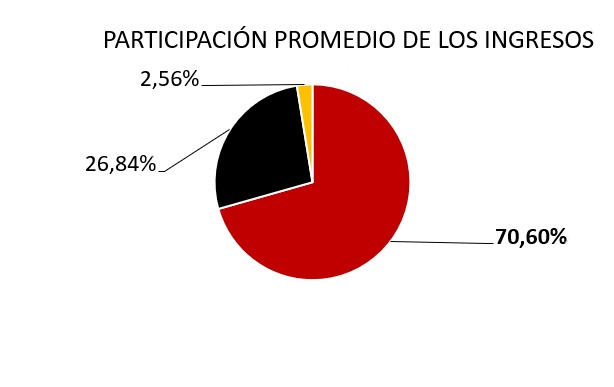 PARTICIPACIÓN PROMEDIO DE LOS INGRESOS
2,56%
26,84%
70,60%